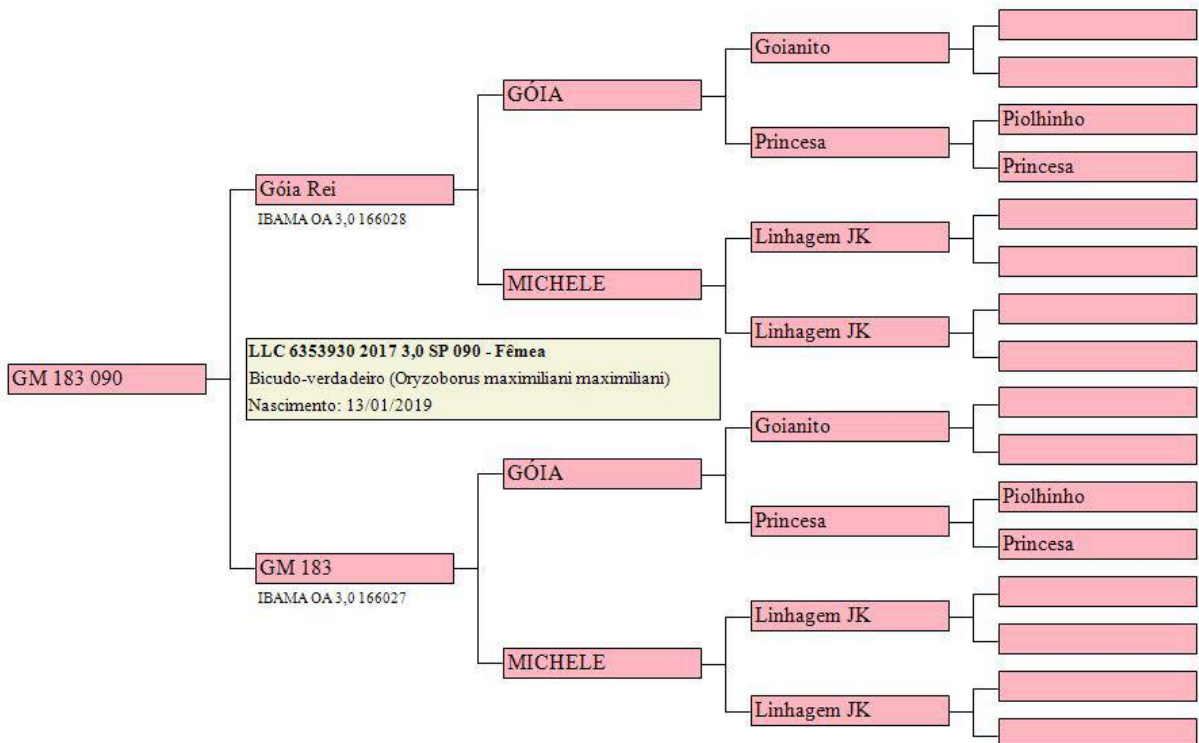 Goianito
GÓIA
Piolhinho
Princesa
Princesa
Góia Rei
IBAMA OA 3,0 166028
Linhagem JK
MICHELE
Linhagem JK
LLC 6353930 2017 3,0 SP 090 - Fêmea
Bicudo-verdadeiro (Oryzoborus maximiliani maximiliani)
Nascimento: 13/01/2019
GM 183 090
Goianito
GÓIA
Piolhinho
Princesa
Princesa
GM 183
IBAMA OA 3,0 166027
Linhagem JK
MICHELE
Linhagem JK